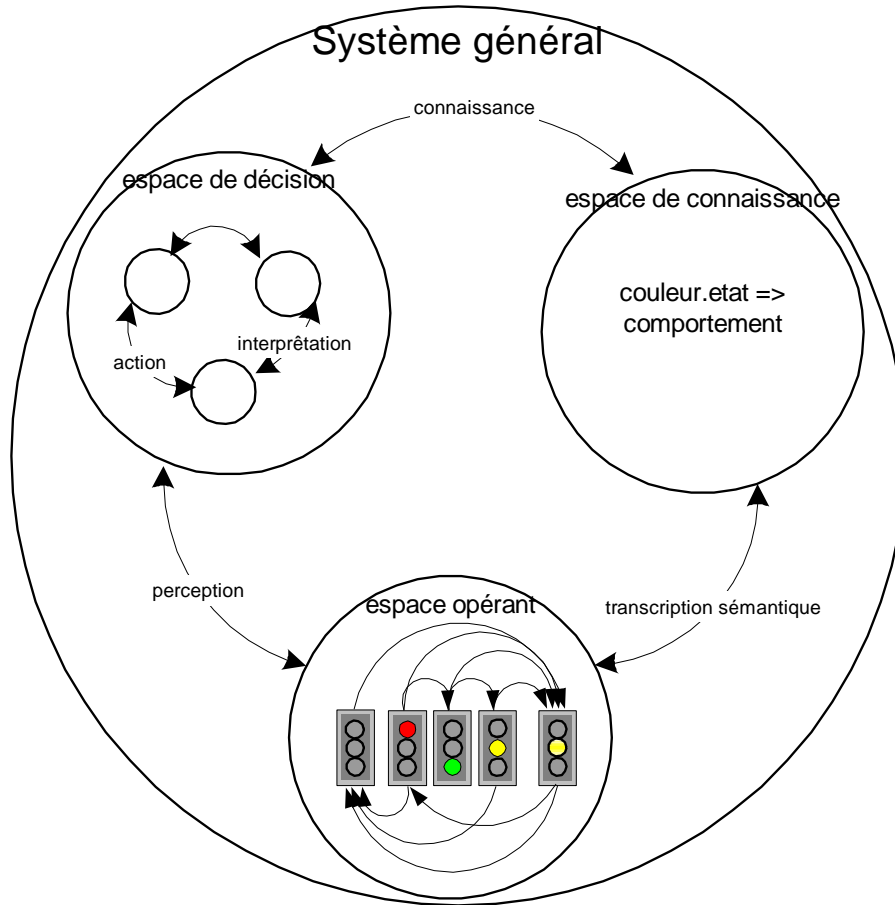 Système général
connaissance
espace de décision
espace de connaissance
couleur.etat =>
comportement
interprêtation
action
perception
espace opérant
transcription sémantique